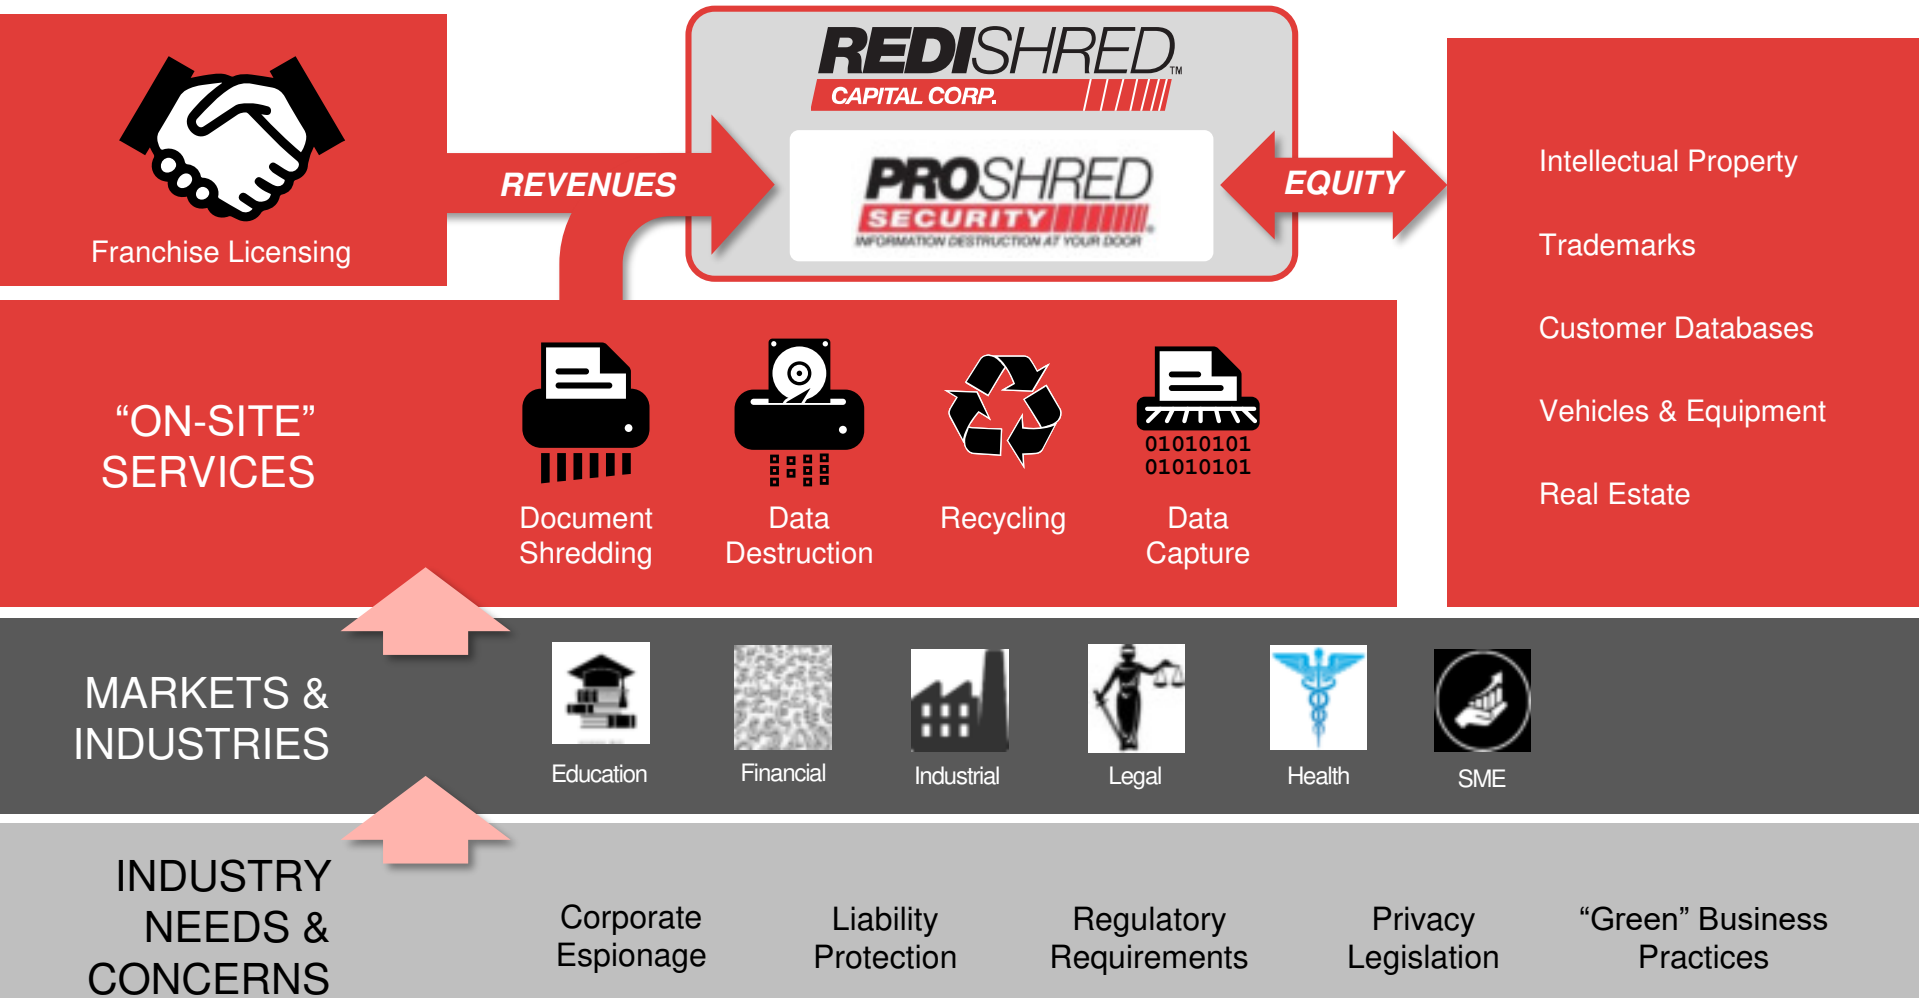 REDISHRED™
CAPITAL CORP.
PROSHRED
SECURITY®
INFORMATION DESTRUCTION AT YOUR DOOR
Franchise Licensing
REVENUES
EQUITY
Intellectual Property
Trademarks
Customer Databases
Vehicles & Equipment
Real Estate
“ON-SITE”
SERVICES
01010101
01010101
Document
Shredding
Data
Destruction
Recycling
Data
Capture
MARKETS &
INDUSTRIES
Education
Financial
Industrial
Legal
Health
SME
INDUSTRY
NEEDS &
CONCERNS
Corporate
Espionage
Liability
Protection
Regulatory
Requirements
Privacy
Legislation
“Green” Business
Practices